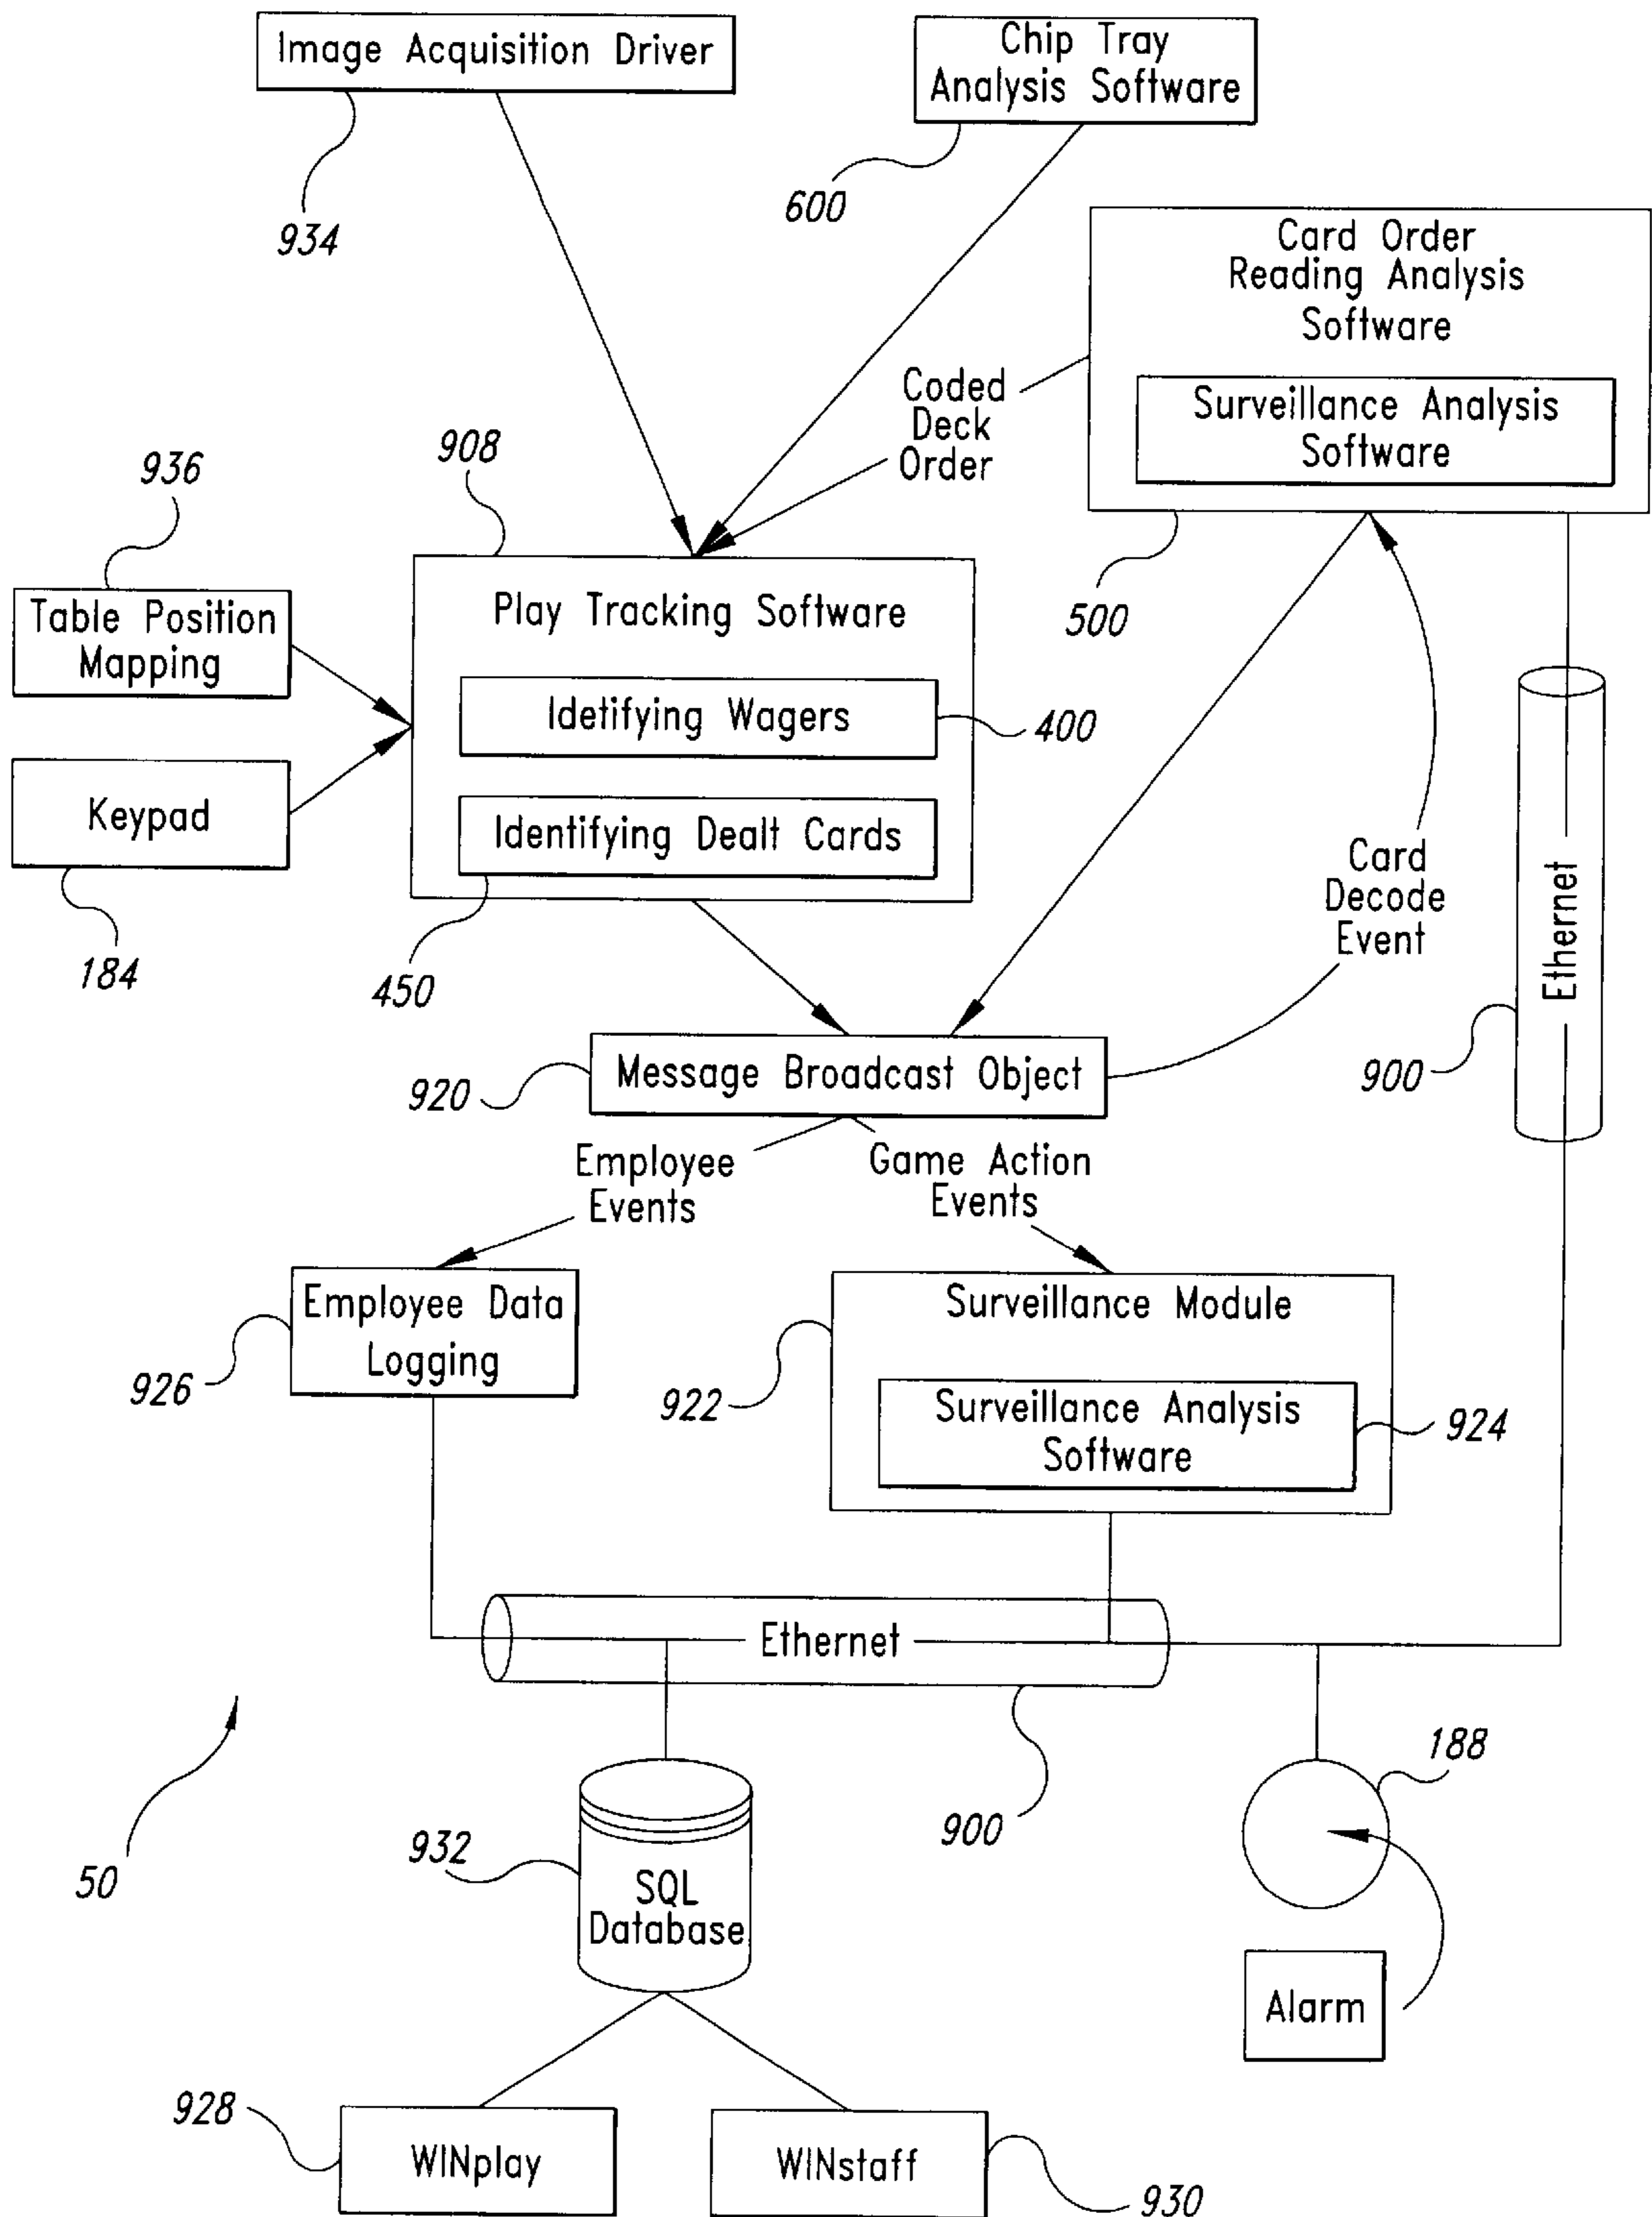 Image Acquisition Driver
934
Chip Tray
Analysis Software
600
Card Order
Reading Analysis
Software
Surveillance Analysis
Software
500
Coded
Deck
Order
908
936
Table Position
Mapping
Keypad
184
Play Tracking Software
Idetifying Wagers
400
Identifying Dealt Cards
450
Card
Decode
Event
Ethernet
900
Message Broadcast Object
920
Employee
Events
Game Action
Events
Employee Data
Logging
926
Surveillance Module
922
Surveillance Analysis
Software
924
Ethernet
900
50
188
932
SQL
Database
Alarm
928
WINplay
WINstaff
930